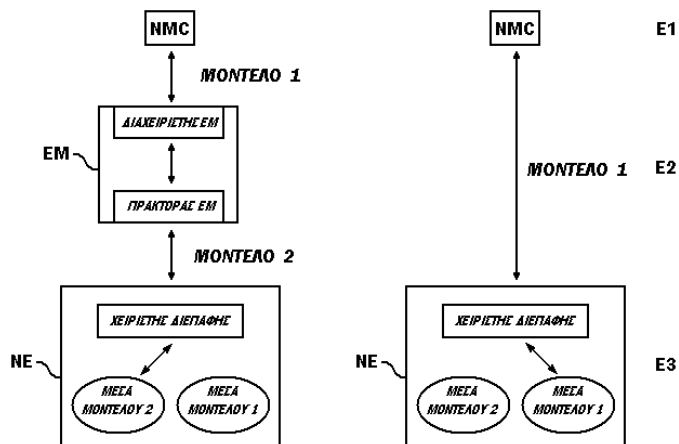 NMC
NMC
E1
ΜΟΝΤΕΛΟ 1
ΔΙΑΧΕΙΡΙΣΤΗΣ ΕΜ
EM
ΜΟΝΤΕΛΟ 1
E2
ΠΡΑΚΤΟΡΑΣ ΕΜ
ΜΟΝΤΕΛΟ 2
ΧΕΙΡΙΣΤΗΣ ΔΙΕΠΑΦΗΣ
ΧΕΙΡΙΣΤΗΣ ΔΙΕΠΑΦΗΣ
NE
NE
E3
ΜΕΣΑ
ΜΟΝΤΕΛΟΥ 2
ΜΕΣΑ
ΜΟΝΤΕΛΟΥ 1
ΜΕΣΑ
ΜΟΝΤΕΛΟΥ 2
ΜΕΣΑ
ΜΟΝΤΕΛΟΥ 1